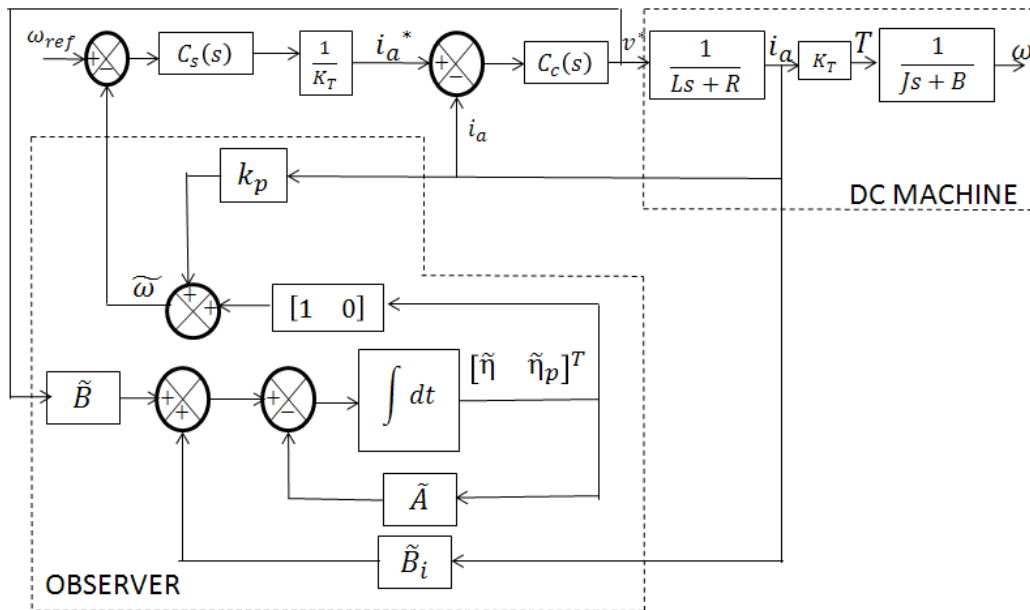 ω_ref
+
−
C_s(s)
1/K_T
i_a*
+
−
C_c(s)
v*
1/(Ls + R)
i_a
K_T
T
1/(Js + B)
ω
i_a
k_p
DC MACHINE
ω̃
+
+
[1 0]
B̃
+
+
+
−
∫ dt
[η̃ η̃_p]^T
Ã
B̃_i
OBSERVER